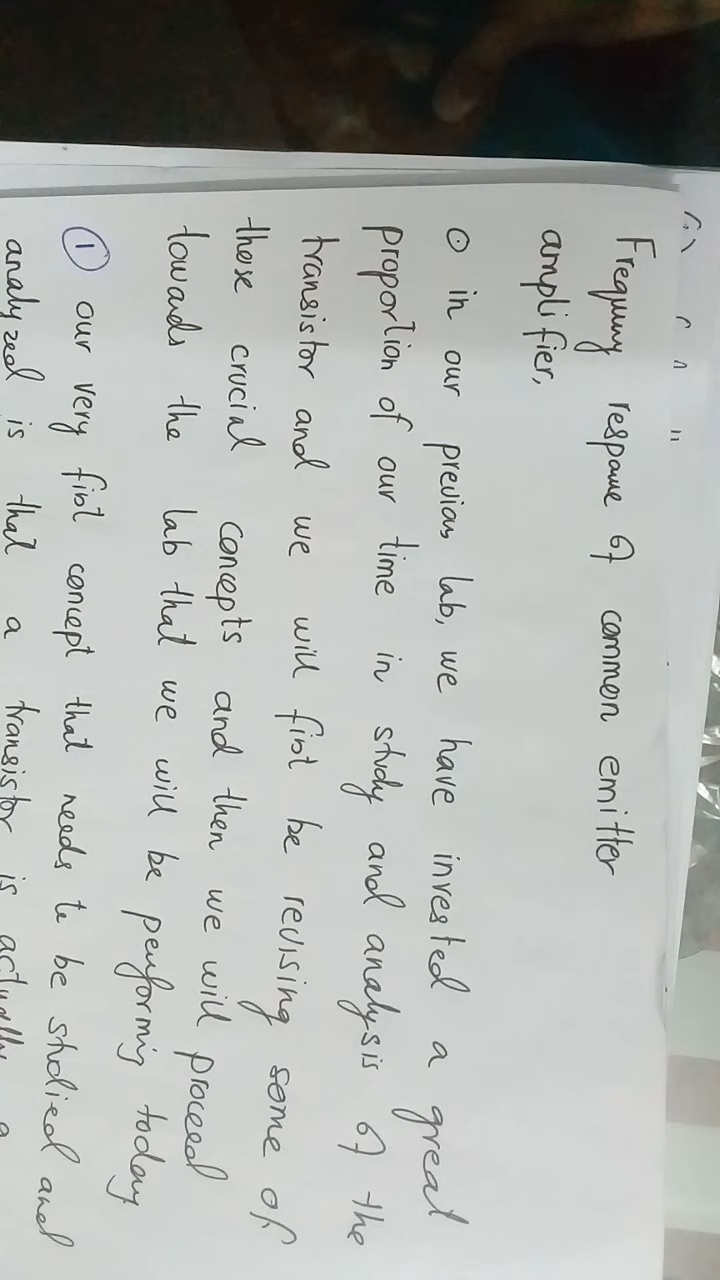 Frequency response of common emitter
amplifier,
⊙ in our previous lab, we have invested a great
proportion of our time in study and analysis of the
transistor and we will first be revising some of
these crucial concepts and then we will proceed
towards the lab that we will be performing today
① our very first concept that needs to be studied and
analyzed is that a transistor is actually a